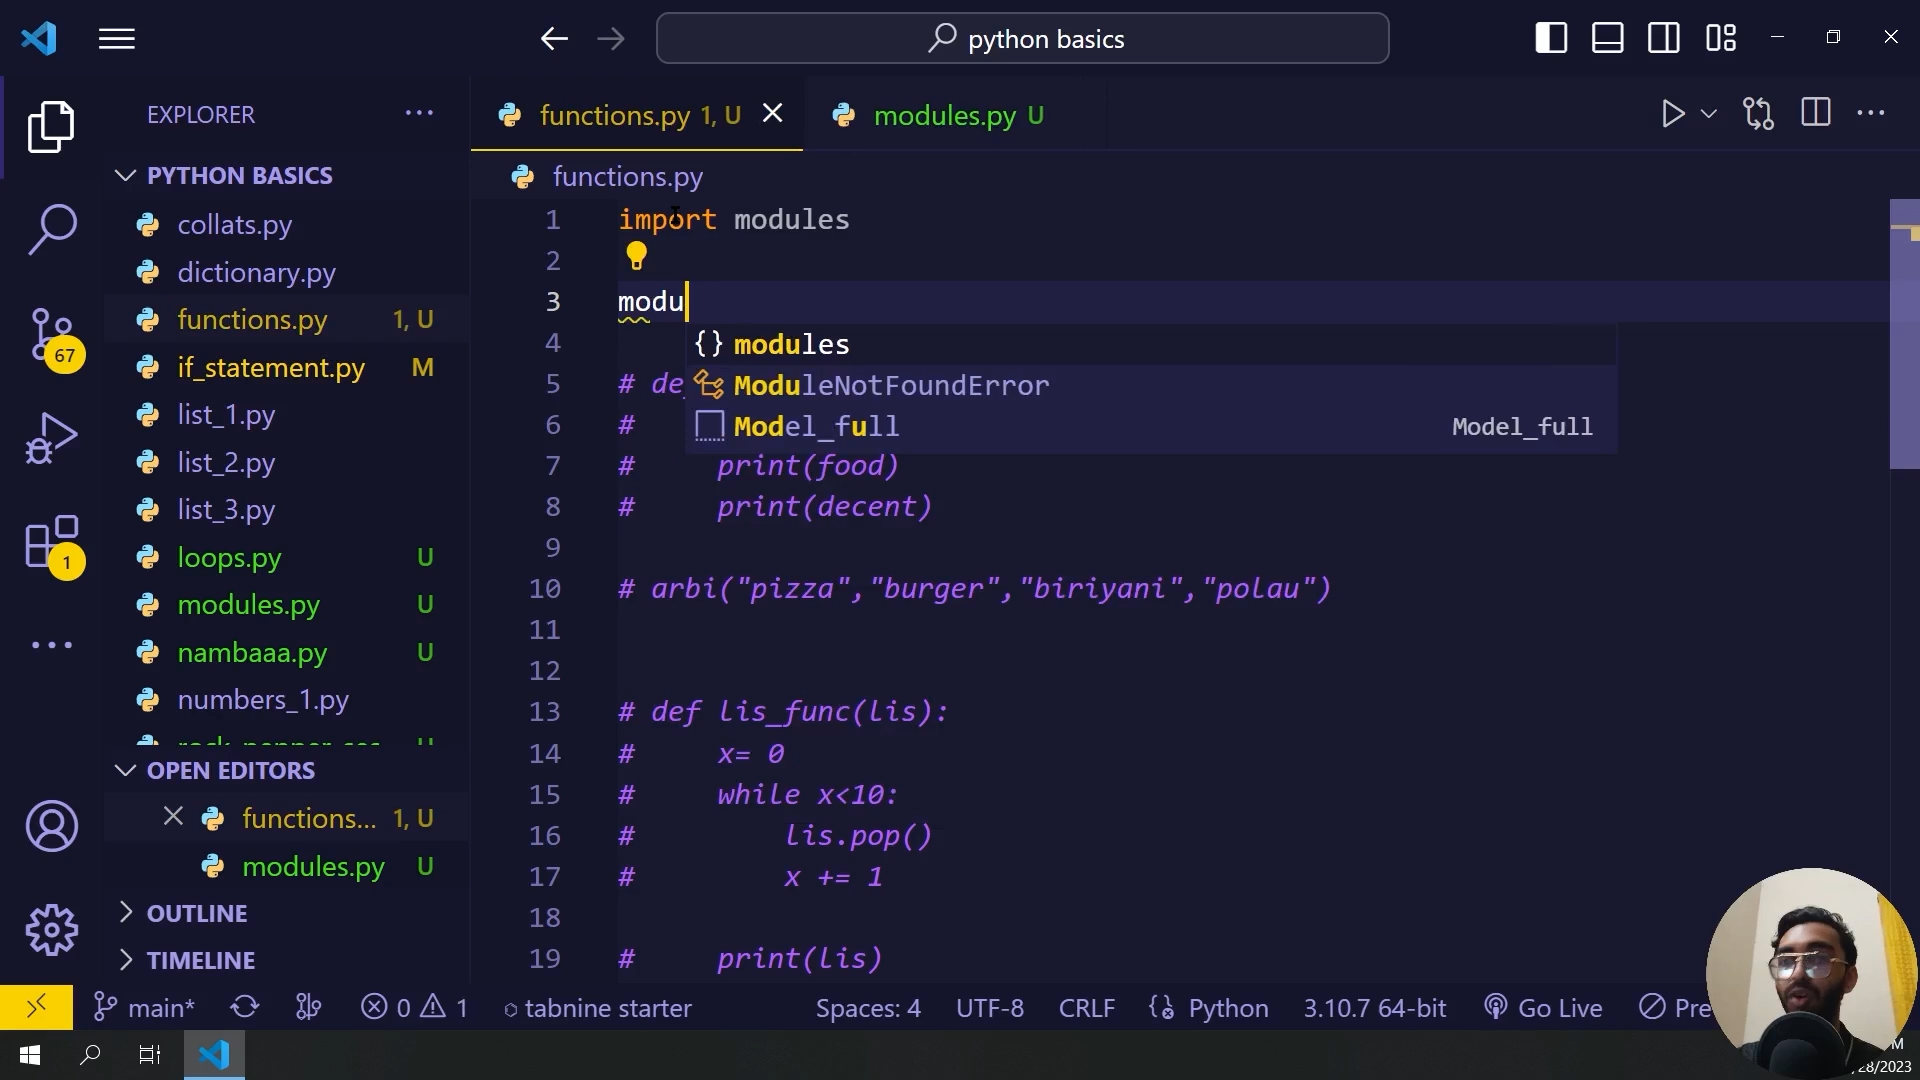 python basics
EXPLORER
functions.py 1, U
modules.py U
PYTHON BASICS
functions.py
collats.py
dictionary.py
functions.py 1, U
if_statement.py M
list_1.py
list_2.py
list_3.py
loops.py U
modules.py U
nambaaa.py U
numbers_1.py
OPEN EDITORS
functions... 1, U
modules.py U
OUTLINE
TIMELINE
67
1
1 import modules
2
3 modu
4
modules
ModuleNotFoundError
Model_full Model_full
5 # de
6 #
7 # print(food)
8 # print(decent)
9
10 # arbi("pizza","burger","biriyani","polau")
11
12
13 # def lis_func(lis):
14 # x= 0
15 # while x<10:
16 # lis.pop()
17 # x += 1
18
19 # print(lis)
main* 0 1 tabnine starter Spaces: 4 UTF-8 CRLF Python 3.10.7 64-bit Go Live Pre
M
28/2023